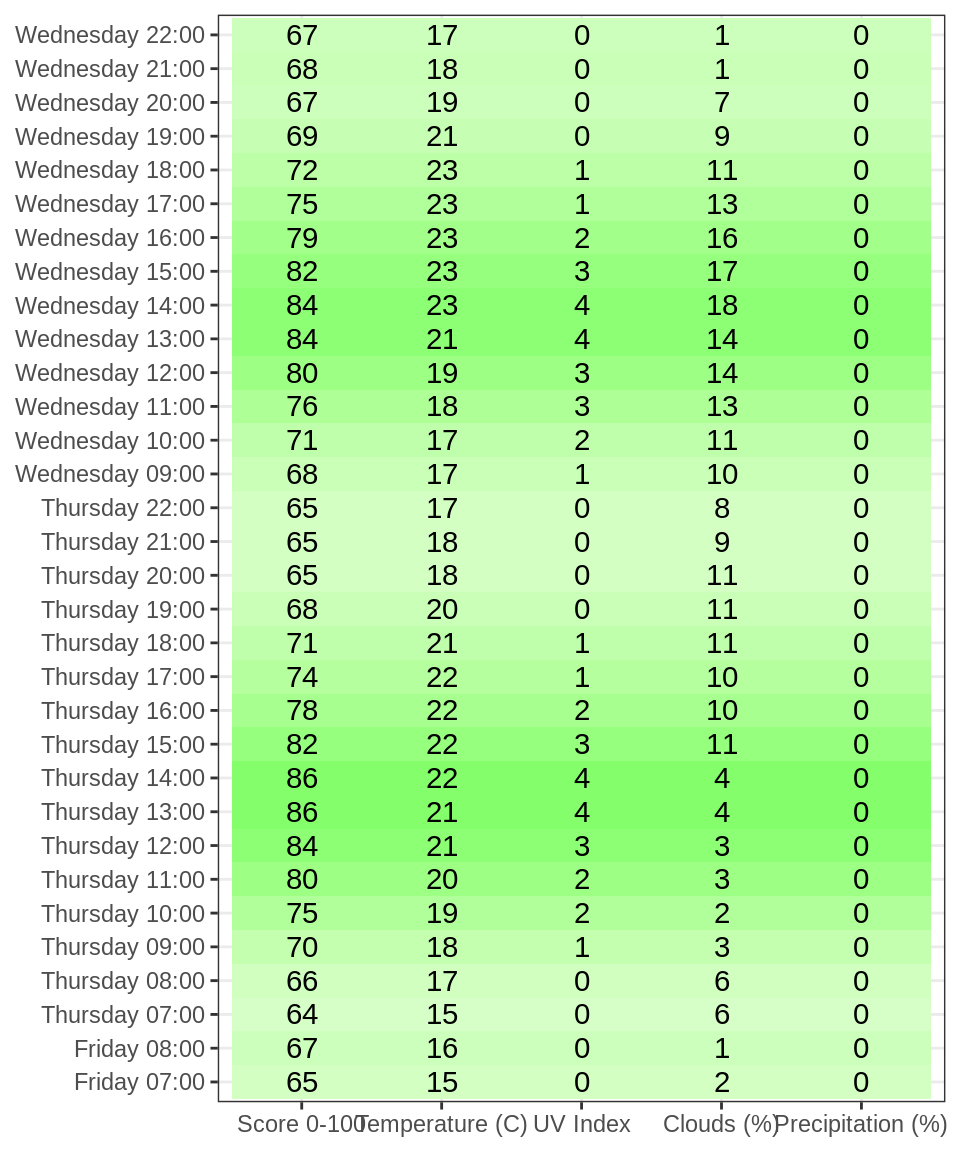 Wednesday 22:00 67 17 0 1 0
Wednesday 21:00 68 18 0 1 0
Wednesday 20:00 67 19 0 7 0
Wednesday 19:00 69 21 0 9 0
Wednesday 18:00 72 23 1 11 0
Wednesday 17:00 75 23 1 13 0
Wednesday 16:00 79 23 2 16 0
Wednesday 15:00 82 23 3 17 0
Wednesday 14:00 84 23 4 18 0
Wednesday 13:00 84 21 4 14 0
Wednesday 12:00 80 19 3 14 0
Wednesday 11:00 76 18 3 13 0
Wednesday 10:00 71 17 2 11 0
Wednesday 09:00 68 17 1 10 0
Thursday 22:00 65 17 0 8 0
Thursday 21:00 65 18 0 9 0
Thursday 20:00 65 18 0 11 0
Thursday 19:00 68 20 0 11 0
Thursday 18:00 71 21 1 11 0
Thursday 17:00 74 22 1 10 0
Thursday 16:00 78 22 2 10 0
Thursday 15:00 82 22 3 11 0
Thursday 14:00 86 22 4 4 0
Thursday 13:00 86 21 4 4 0
Thursday 12:00 84 21 3 3 0
Thursday 11:00 80 20 2 3 0
Thursday 10:00 75 19 2 2 0
Thursday 09:00 70 18 1 3 0
Thursday 08:00 66 17 0 6 0
Thursday 07:00 64 15 0 6 0
Friday 08:00 67 16 0 1 0
Friday 07:00 65 15 0 2 0
Score 0-100 Temperature (C) UV Index Clouds (%) Precipitation (%)